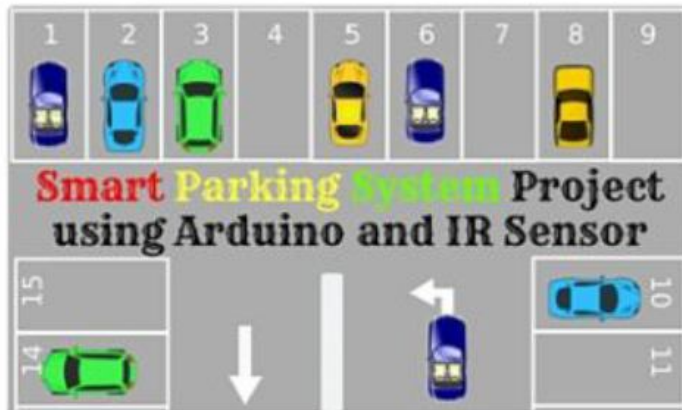 1 2 3 4 5 6 7 8 9
Smart Parking System Project
using Arduino and IR Sensor
15
10
14
11